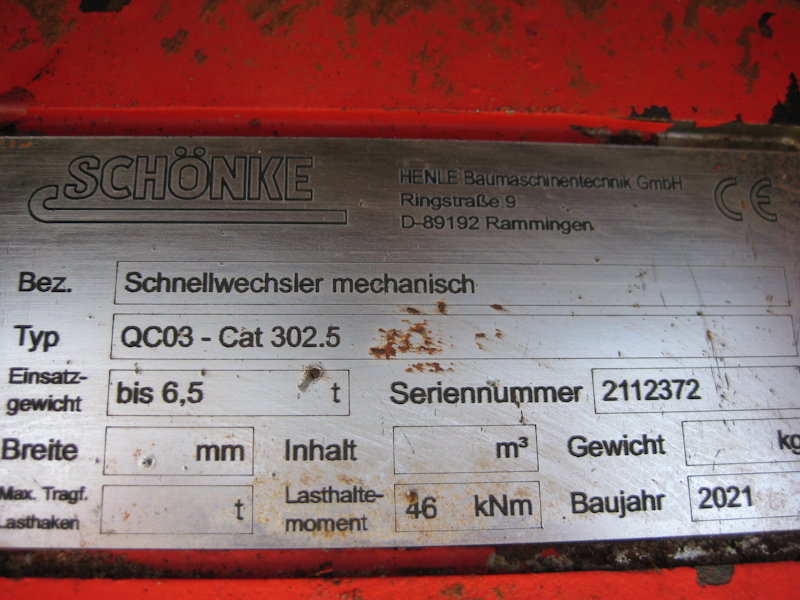 SCHÖNKE
HENLE Baumaschinentechnik GmbH
Ringstraße 9
D-89192 Rammingen
CE
Bez. Schnellwechsler mechanisch
Typ QC03 - Cat 302.5
Einsatz-
gewicht bis 6,5 t Seriennummer 2112372
Breite mm Inhalt m³ Gewicht kg
Max. Tragf.
Lasthaken t
Lasthalte-
moment 46 kNm Baujahr 2021